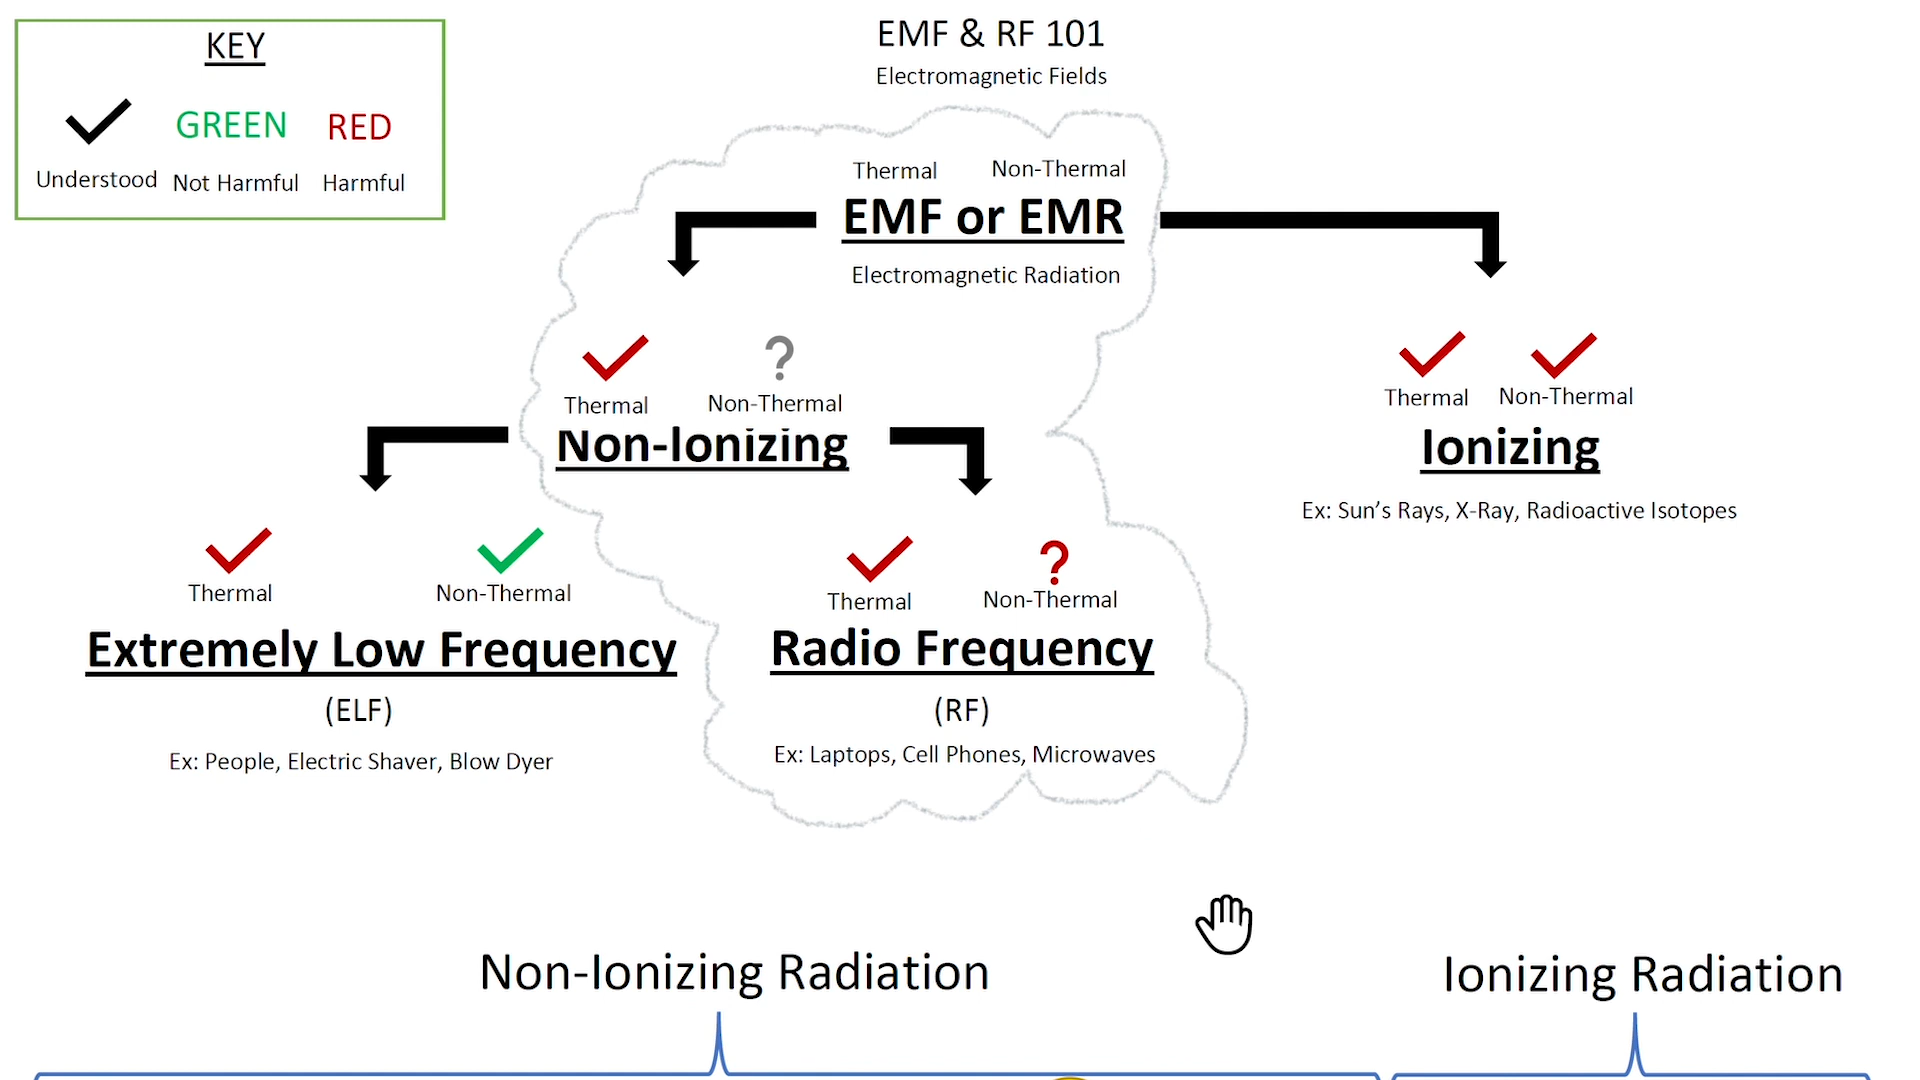 KEY
GREEN RED
Understood Not Harmful Harmful
EMF & RF 101
Electromagnetic Fields
Thermal Non-Thermal
EMF or EMR
Electromagnetic Radiation
?
Thermal Non-Thermal
Non-Ionizing
Thermal Non-Thermal
Ionizing
Ex: Sun's Rays, X-Ray, Radioactive Isotopes
Thermal Non-Thermal
Extremely Low Frequency
(ELF)
Ex: People, Electric Shaver, Blow Dyer
?
Thermal Non-Thermal
Radio Frequency
(RF)
Ex: Laptops, Cell Phones, Microwaves
Non-Ionizing Radiation
Ionizing Radiation